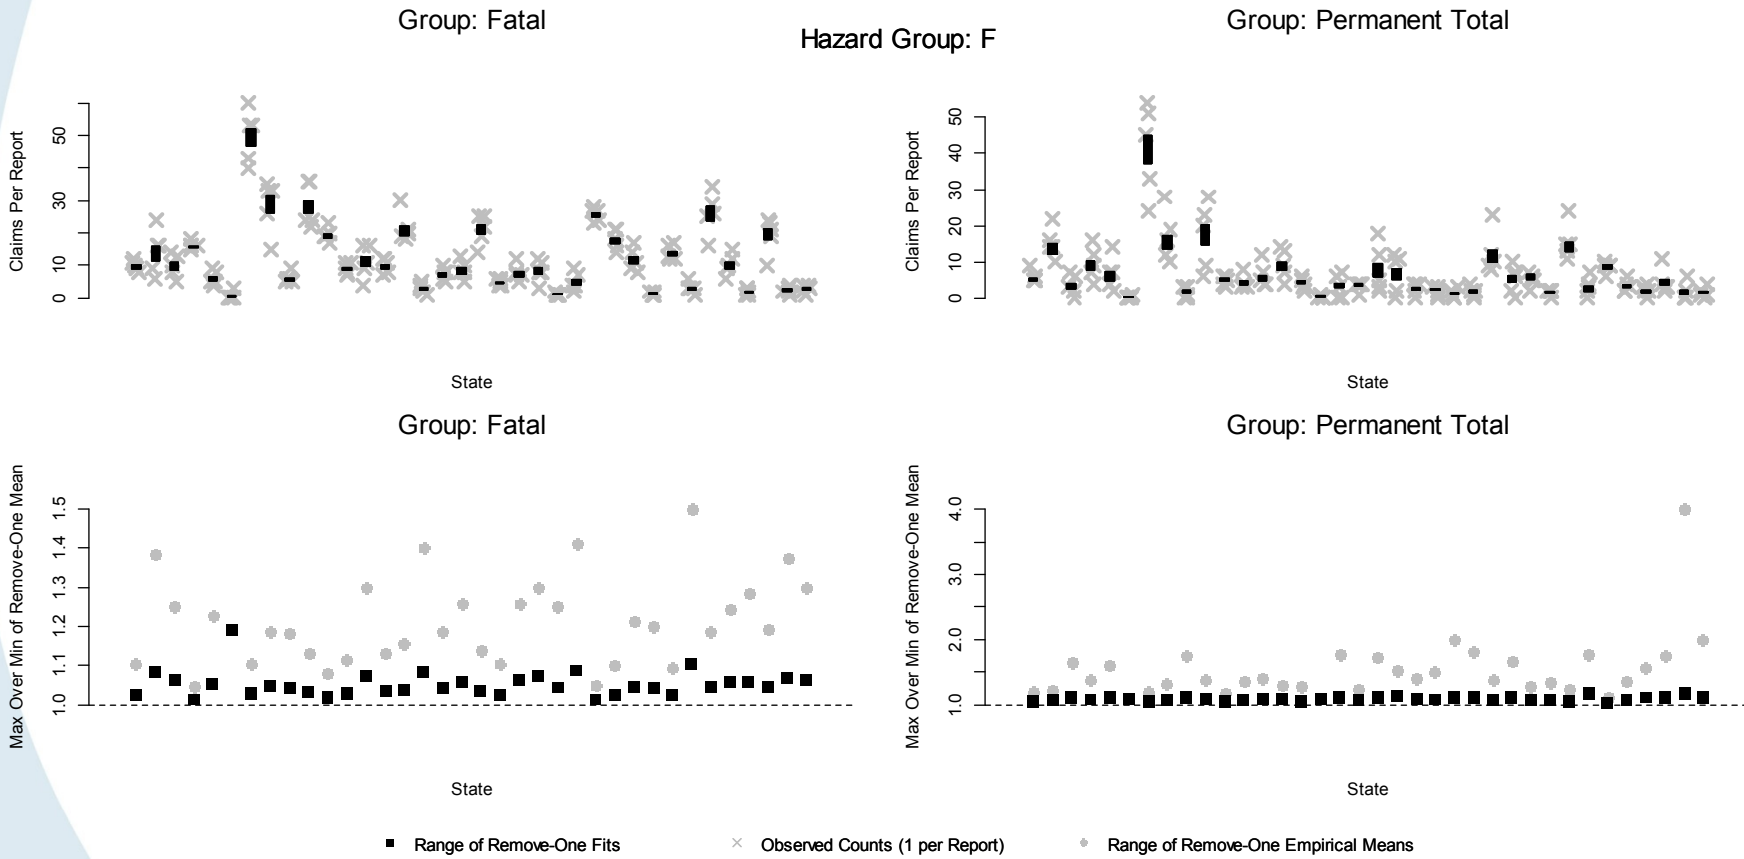 Group: Fatal
Group: Permanent Total
Hazard Group: F
Claims Per Report
50
30
10
0
State
Claims Per Report
50
40
30
20
10
0
State
Group: Fatal
Group: Permanent Total
Max Over Min of Remove-One Mean
1.5
1.4
1.3
1.2
1.1
1.0
State
Max Over Min of Remove-One Mean
4.0
3.0
2.0
1.0
State
Range of Remove-One Fits
Observed Counts (1 per Report)
Range of Remove-One Empirical Means